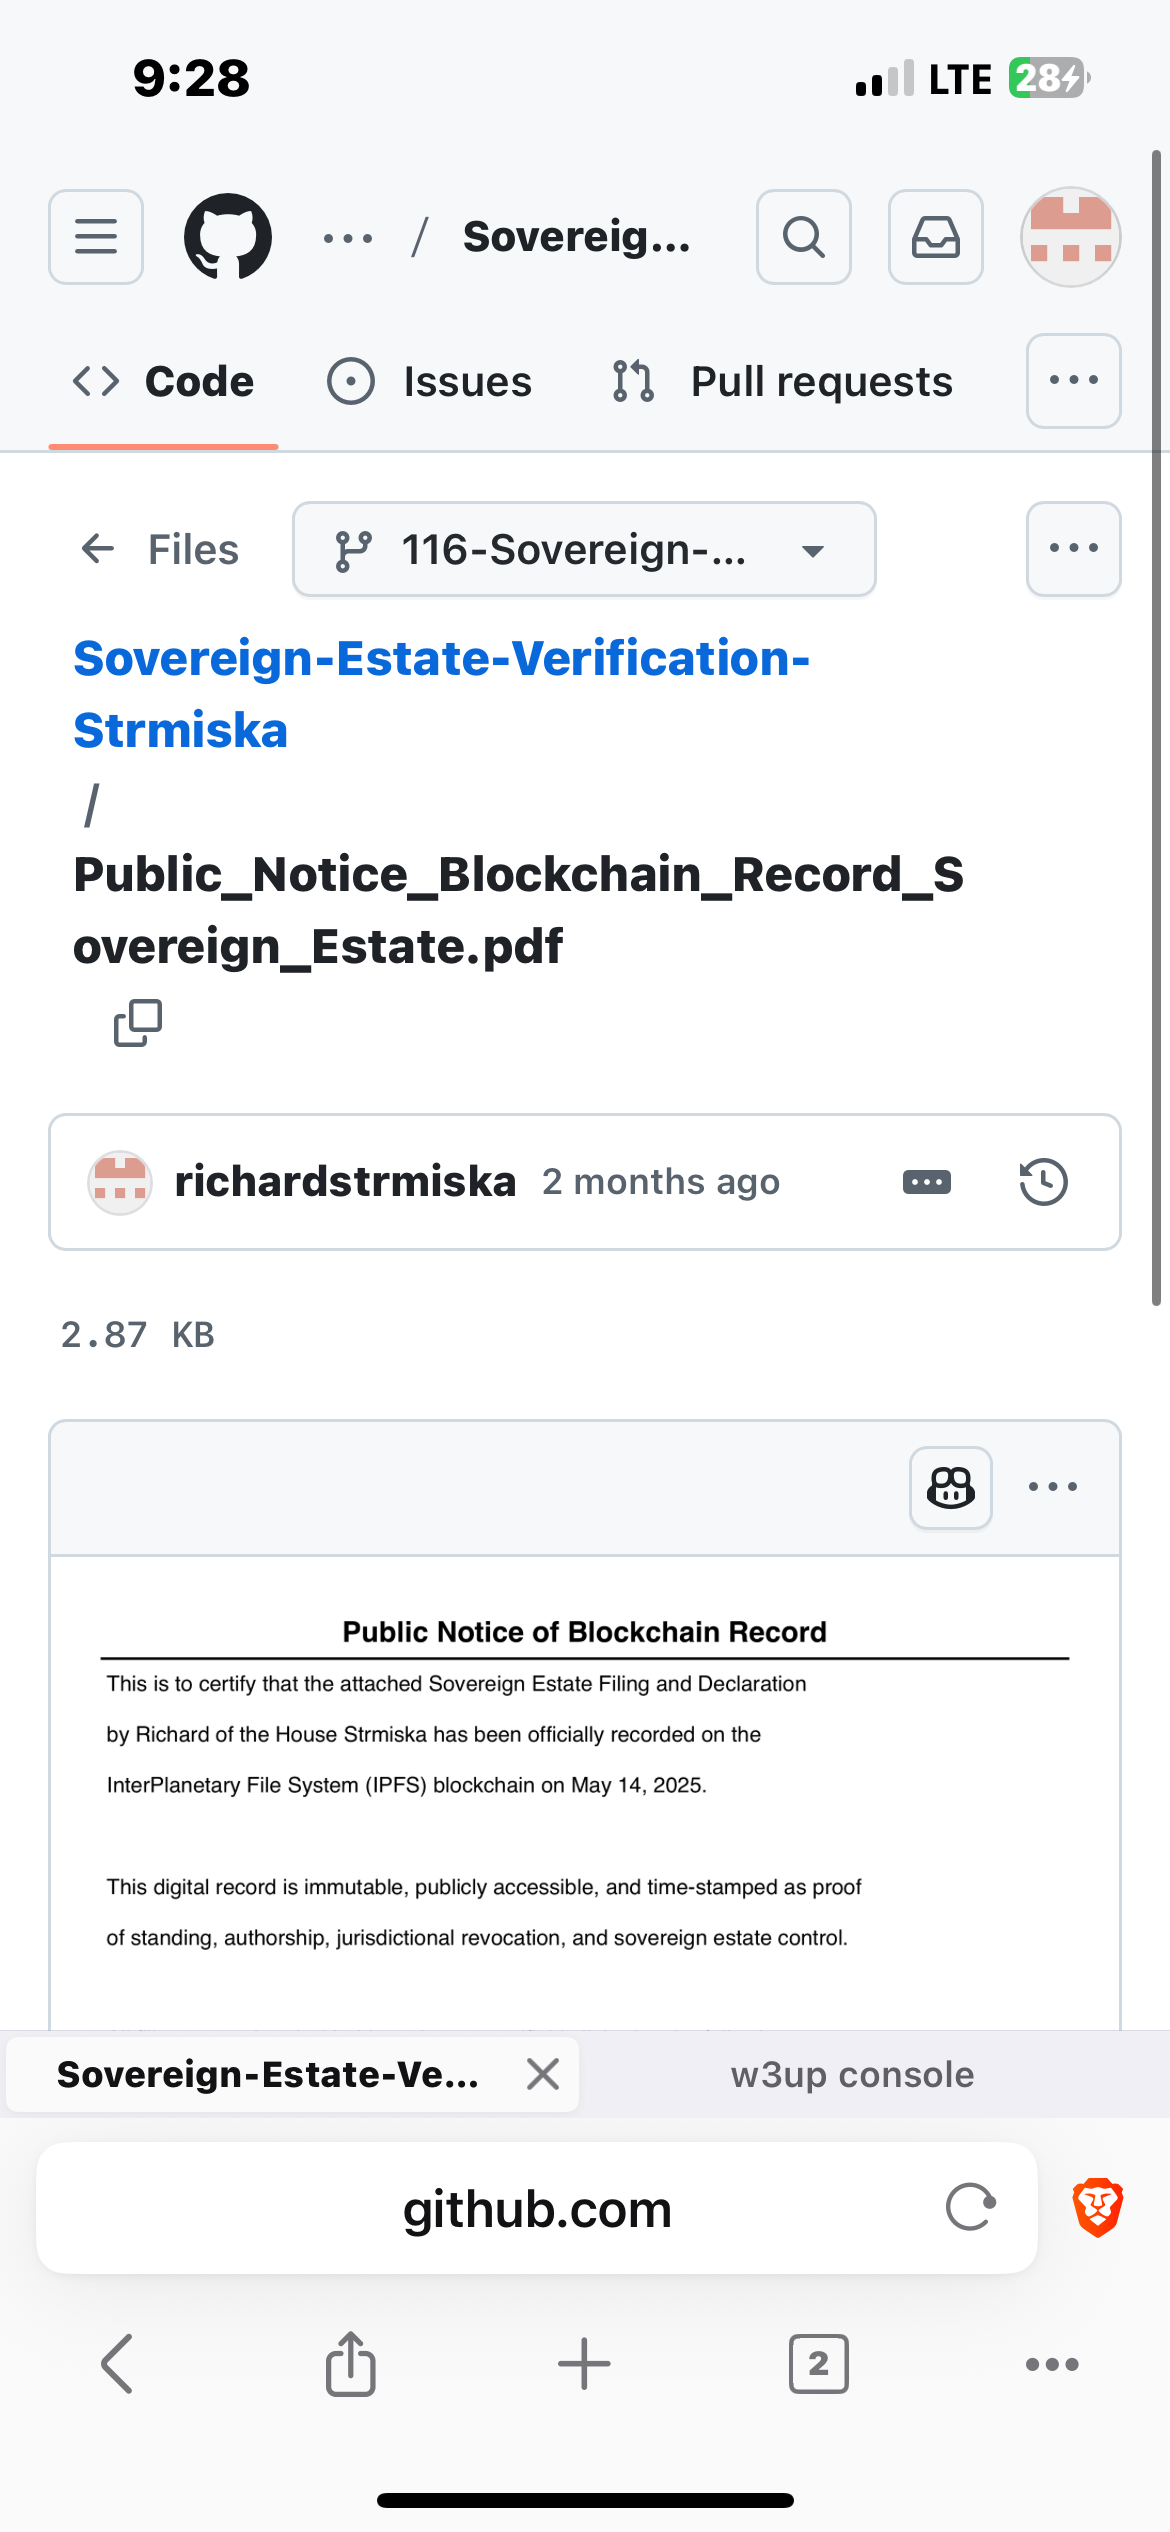 9:28
LTE
28
... / Sovereig...
Code
Issues
Pull requests
...
Files
116-Sovereign-...
...
Sovereign-Estate-Verification-
Strmiska
/
Public_Notice_Blockchain_Record_S
overeign_Estate.pdf
richardstrmiska 2 months ago
2.87 KB
Public Notice of Blockchain Record
This is to certify that the attached Sovereign Estate Filing and Declaration
by Richard of the House Strmiska has been officially recorded on the
InterPlanetary File System (IPFS) blockchain on May 14, 2025.
This digital record is immutable, publicly accessible, and time-stamped as proof
of standing, authorship, jurisdictional revocation, and sovereign estate control.
Sovereign-Estate-Ve...
w3up console
github.com
2